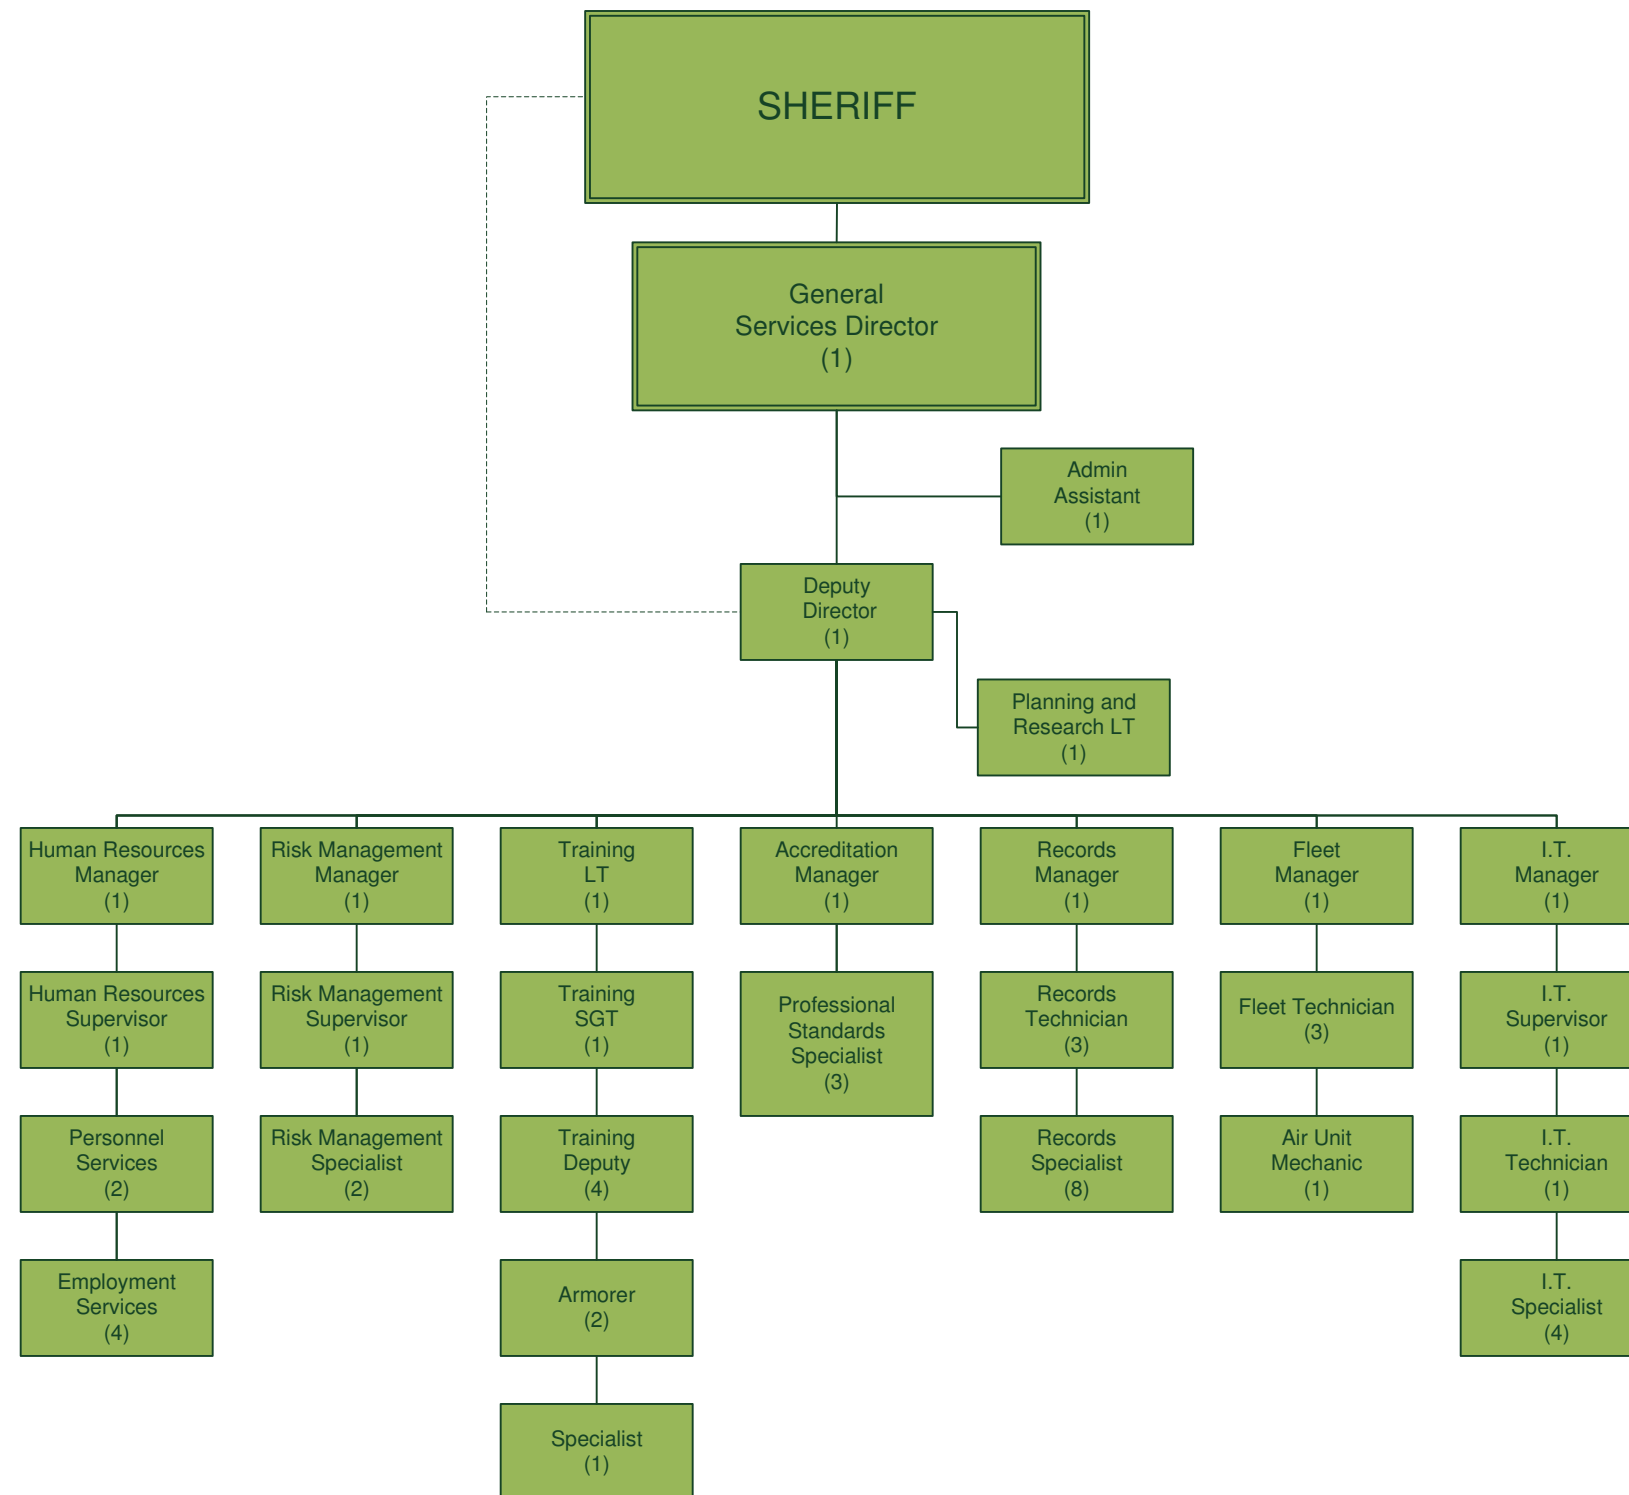 SHERIFF
General
Services Director
(1)
Admin
Assistant
(1)
Deputy
Director
(1)
Planning and
Research LT
(1)
Human Resources
Manager
(1)
Risk Management
Manager
(1)
Training
LT
(1)
Accreditation
Manager
(1)
Records
Manager
(1)
Fleet
Manager
(1)
I.T.
Manager
(1)
Human Resources
Supervisor
(1)
Risk Management
Supervisor
(1)
Training
SGT
(1)
Professional
Standards
Specialist
(3)
Records
Technician
(3)
Fleet Technician
(3)
I.T.
Supervisor
(1)
Personnel
Services
(2)
Risk Management
Specialist
(2)
Training
Deputy
(4)
Records
Specialist
(8)
Air Unit
Mechanic
(1)
I.T.
Technician
(1)
Employment
Services
(4)
Armorer
(2)
I.T.
Specialist
(4)
Specialist
(1)